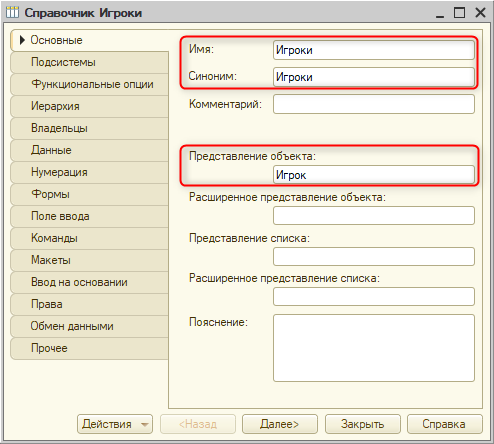 Справочник Игроки
Основные
Подсистемы
Функциональные опции
Иерархия
Владельцы
Данные
Нумерация
Формы
Поле ввода
Команды
Макеты
Ввод на основании
Права
Обмен данными
Прочее
Имя: Игроки
Синоним: Игроки
Комментарий:
Представление объекта:
Игрок
Расширенное представление объекта:
Представление списка:
Расширенное представление списка:
Пояснение:
Действия <Назад Далее> Закрыть Справка